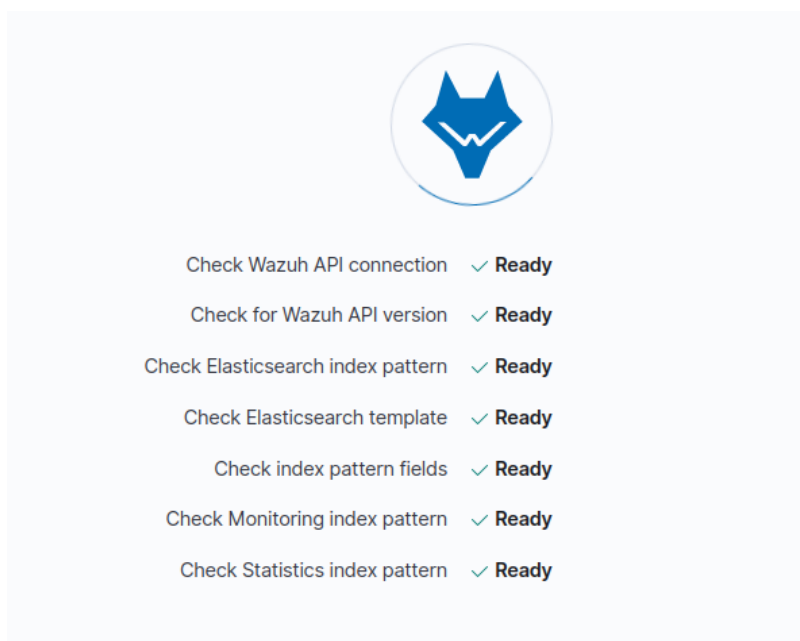 Check Wazuh API connection Ready
Check for Wazuh API version Ready
Check Elasticsearch index pattern Ready
Check Elasticsearch template Ready
Check index pattern fields Ready
Check Monitoring index pattern Ready
Check Statistics index pattern Ready